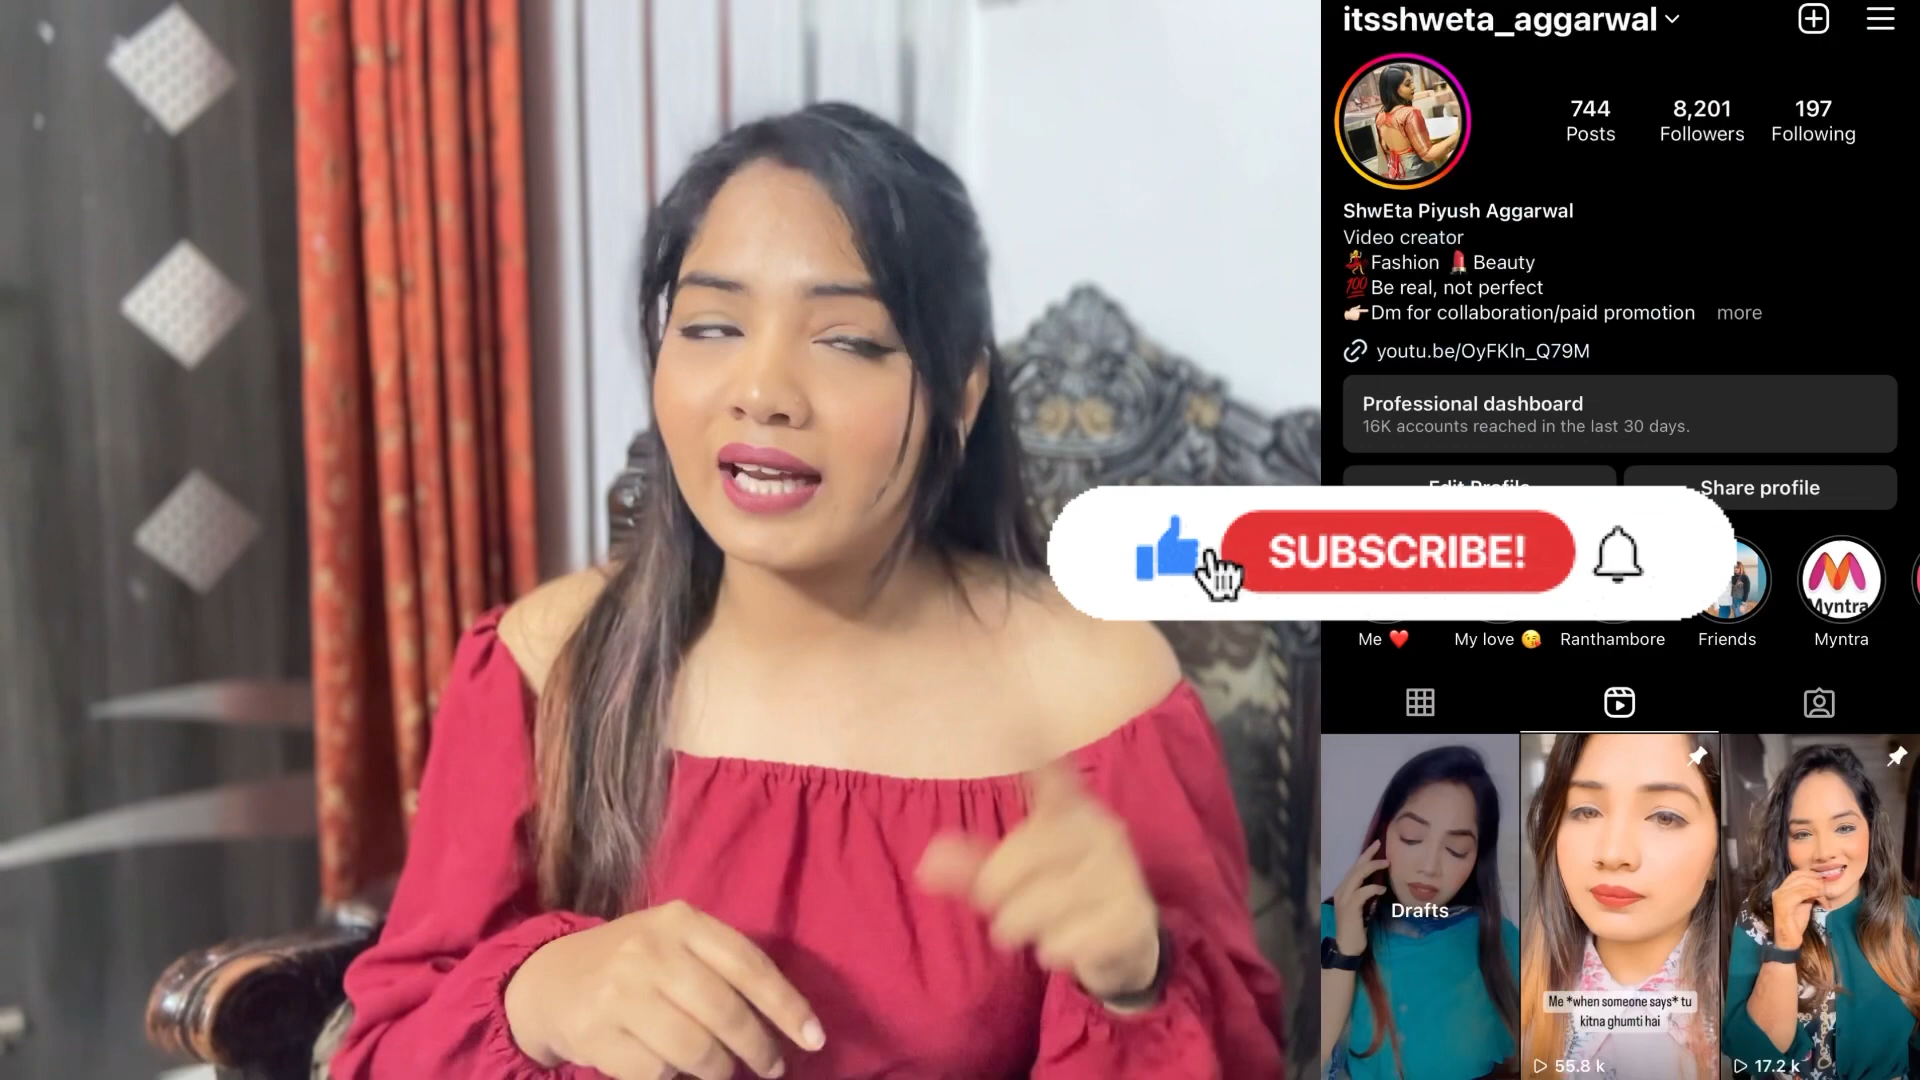 itsshweta_aggarwal
744
Posts
8,201
Followers
197
Following
ShwEta Piyush Aggarwal
Video creator
💃Fashion 💄Beauty
💯Be real, not perfect
👉🏻Dm for collaboration/paid promotion more
youtu.be/OyFKIn_Q79M
Professional dashboard
16K accounts reached in the last 30 days.
Edit Profile
Share profile
SUBSCRIBE!
Myntra
Me ❤️
My love 😘
Ranthambore
Friends
Myntra
Drafts
Me *when someone says* tu
kitna ghumti hai
55.8 k
17.2 k